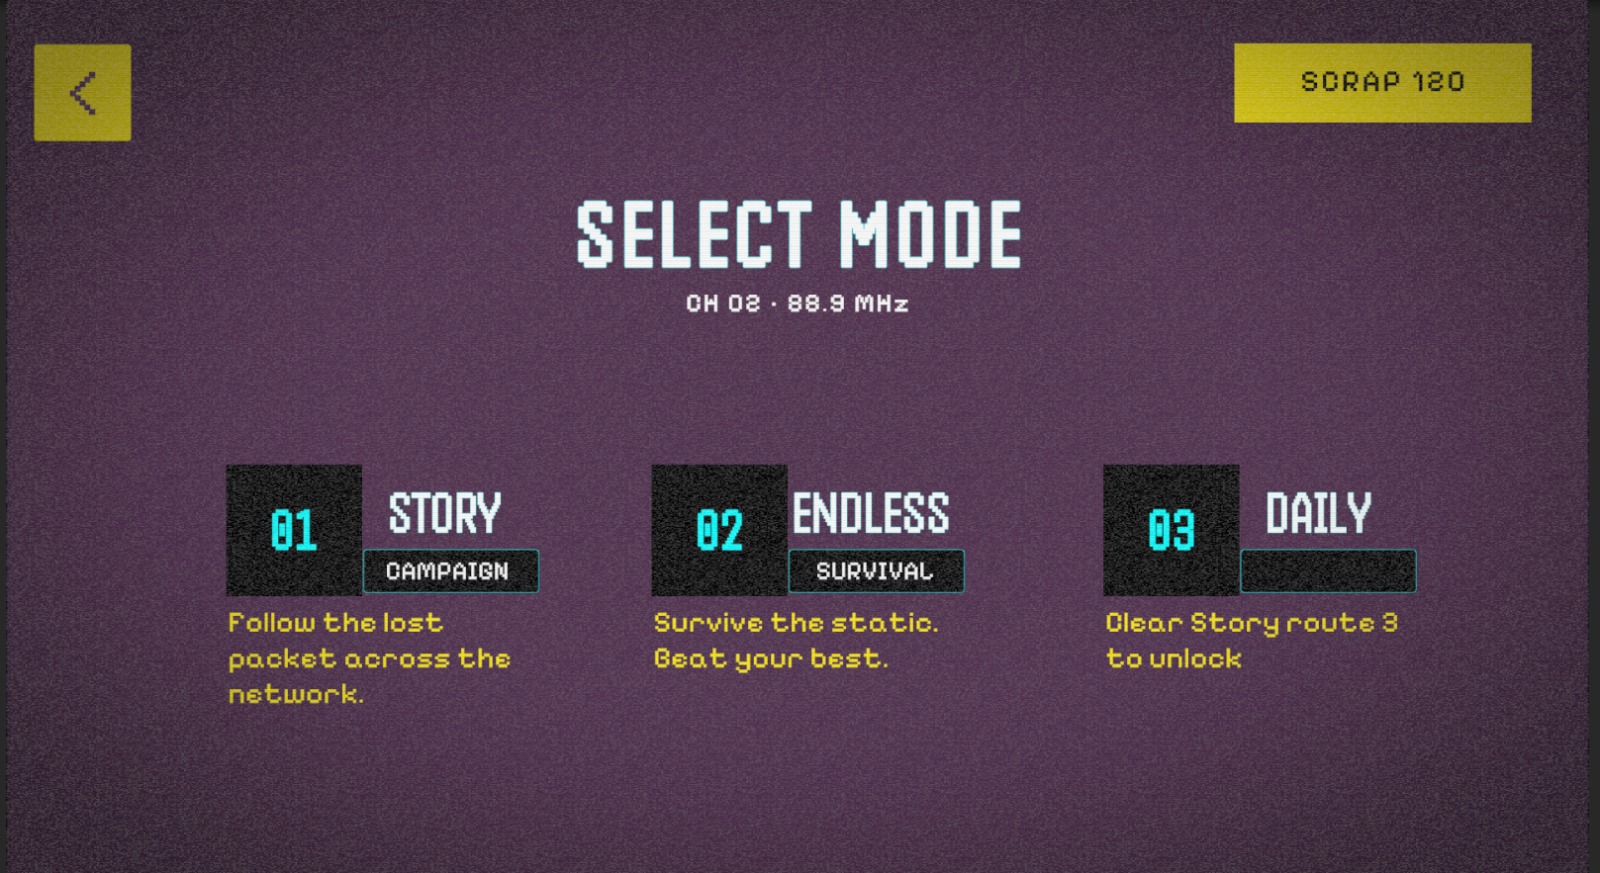 <
SCRAP 120
SELECT MODE
CH 02 · 88.9 MHz
01
STORY
CAMPAIGN
Follow the lost
packet across the
network.
02
ENDLESS
SURVIVAL
Survive the static.
Beat your best.
03
DAILY
Clear Story route 3
to unlock